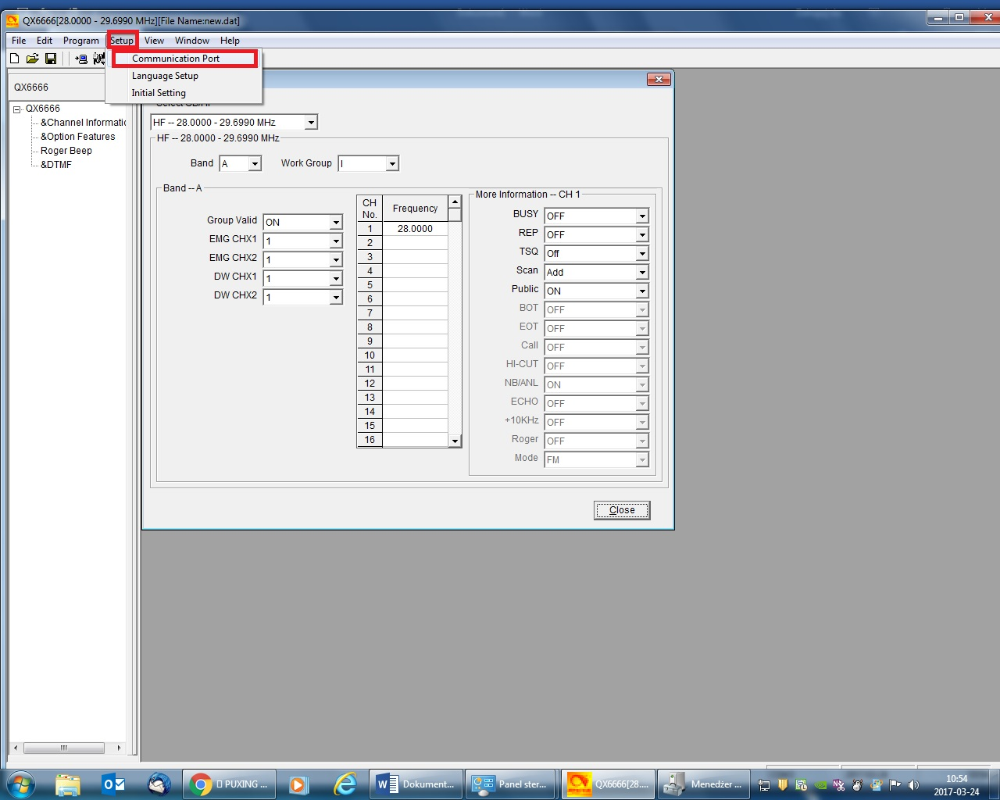 QX6666[28.0000 - 29.6990 MHz][File Name:new.dat]
File Edit Program Setup View Window Help
Communication Port
Language Setup
Initial Setting
QX6666
QX6666
&Channel Informatic
&Option Features
Roger Beep
&DTMF
HF -- 28.0000 - 29.6990 MHz
HF -- 28.0000 - 29.6990 MHz
Band A Work Group I
Band -- A
Group Valid ON
EMG CHX1 1
EMG CHX2 1
DW CHX1 1
DW CHX2 1
CH No. Frequency
1 28.0000
2
3
4
5
6
7
8
9
10
11
12
13
14
15
16
More Information -- CH 1
BUSY OFF
REP OFF
TSQ Off
Scan Add
Public ON
BOT OFF
EOT OFF
Call OFF
HI-CUT OFF
NB/ANL ON
ECHO OFF
+10KHz OFF
Roger OFF
Mode FM
Close
PUXING ...
Dokument...
Panel ster...
QX6666[28....
Menedżer ...
10:54
2017-03-24